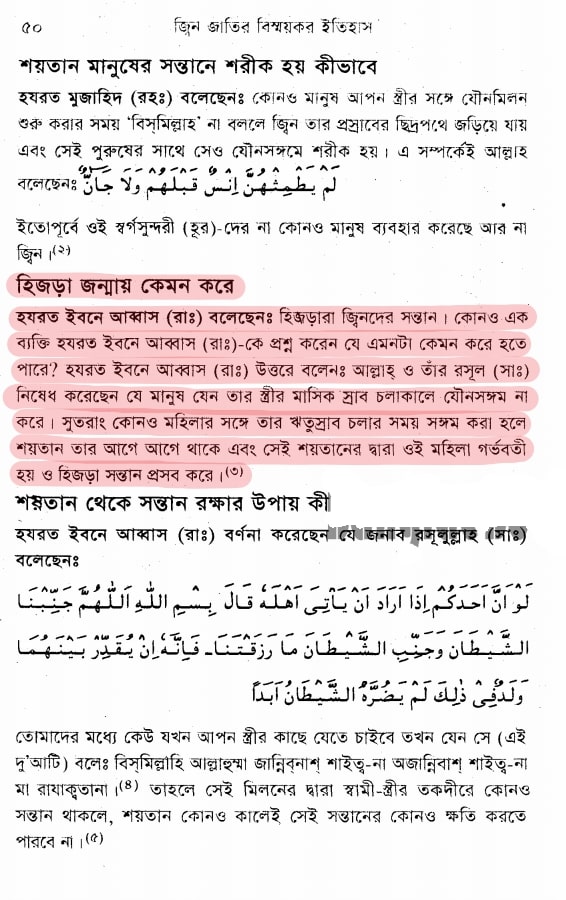 ৫০ জ্বিন জাতির বিস্ময়কর ইতিহাস
শয়তান মানুষের সন্তানে শরীক হয় কীভাবে
হযরত মুজাহিদ (রহঃ) বলেছেনঃ কোনও মানুষ আপন স্ত্রীর সঙ্গে যৌনমিলন
শুরু করার সময় ‘বিস্‌মিল্লাহ’ না বললে জ্বিন তার প্রস্রাবের ছিদ্রপথে জড়িয়ে যায়
এবং সেই পুরুষের সাথে সেও যৌনসঙ্গমে শরীক হয়। এ সম্পর্কেই আল্লাহ
বলেছেনঃ لَمْ يَطْمِثْهُنَّ اِنْسٌ قَبْلَهُمْ وَلَا جَانٌّ
ইতোপূর্বে ওই স্বর্গসুন্দরী (হূর)-দের না কোনও মানুষ ব্যবহার করেছে আর না
জ্বিন।(২)
হিজড়া জন্মায় কেমন করে
হযরত ইবনে আব্বাস (রাঃ) বলেছেনঃ হিজড়ারা জ্বিনদের সন্তান। কোনও এক
ব্যক্তি হযরত ইবনে আব্বাস (রাঃ)-কে প্রশ্ন করেন যে এমনটা কেমন করে হতে
পারে? হযরত ইবনে আব্বাস (রাঃ) উত্তরে বলেনঃ আল্লাহ্ ও তাঁর রসূল (সাঃ)
নিষেধ করেছেন যে মানুষ যেন তার স্ত্রীর মাসিক স্রাব চলাকালে যৌনসঙ্গম না
করে। সুতরাং কোনও মহিলার সঙ্গে তার ঋতুস্রাব চলার সময় সঙ্গম করা হলে
শয়তান তার আগে আগে থাকে এবং সেই শয়তানের দ্বারা ওই মহিলা গর্ভবতী
হয় ও হিজড়া সন্তান প্রসব করে।(৩)
শয়তান থেকে সন্তান রক্ষার উপায় কী
হযরত ইবনে আব্বাস (রাঃ) বর্ণনা করেছেন যে জনাব রসূলুল্লাহ (সাঃ)
বলেছেনঃ
لَوْ اَنَّ اَحَدَكُمْ اِذَا اَرَادَ اَنْ يَاْتِىَ اَهْلَهٗ قَالَ بِسْمِ اللّٰهِ اَللّٰهُمَّ جَنِّبْنَا
الشَّيْطَانَ وَجَنِّبِ الشَّيْطَانَ مَا رَزَقْتَنَا۔ فَاِنَّهٗ اِنْ يُقَدَّرْ بَيْنَهُمَا
وَلَدٌ فِىْ ذٰلِكَ لَمْ يَضُرَّهُ الشَّيْطَانُ اَبَدًا
তোমাদের মধ্যে কেউ যখন আপন স্ত্রীর কাছে যেতে চাইবে তখন যেন সে (এই
দু'আটি) বলেঃ বিস্‌মিল্লাহি আল্লাহুম্মা জান্নিব্‌নাশ্ শাইত্ব-না অজান্নিবাশ্ শাইত্ব-না
মা রাযাক্বতানা।(৪) তাহলে সেই মিলনের দ্বারা স্বামী-স্ত্রীর তকদীরে কোনও
সন্তান থাকলে, শয়তান কোনও কালেই সেই সন্তানের কোনও ক্ষতি করতে
পারবে না।(৫)